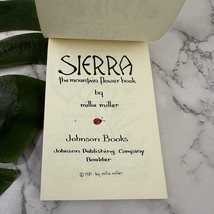 SIERRA
the mountain flower book
by
millie miller
Johnson Books
Johnson Publishing Company
Boulder
© 1981 by millie miller